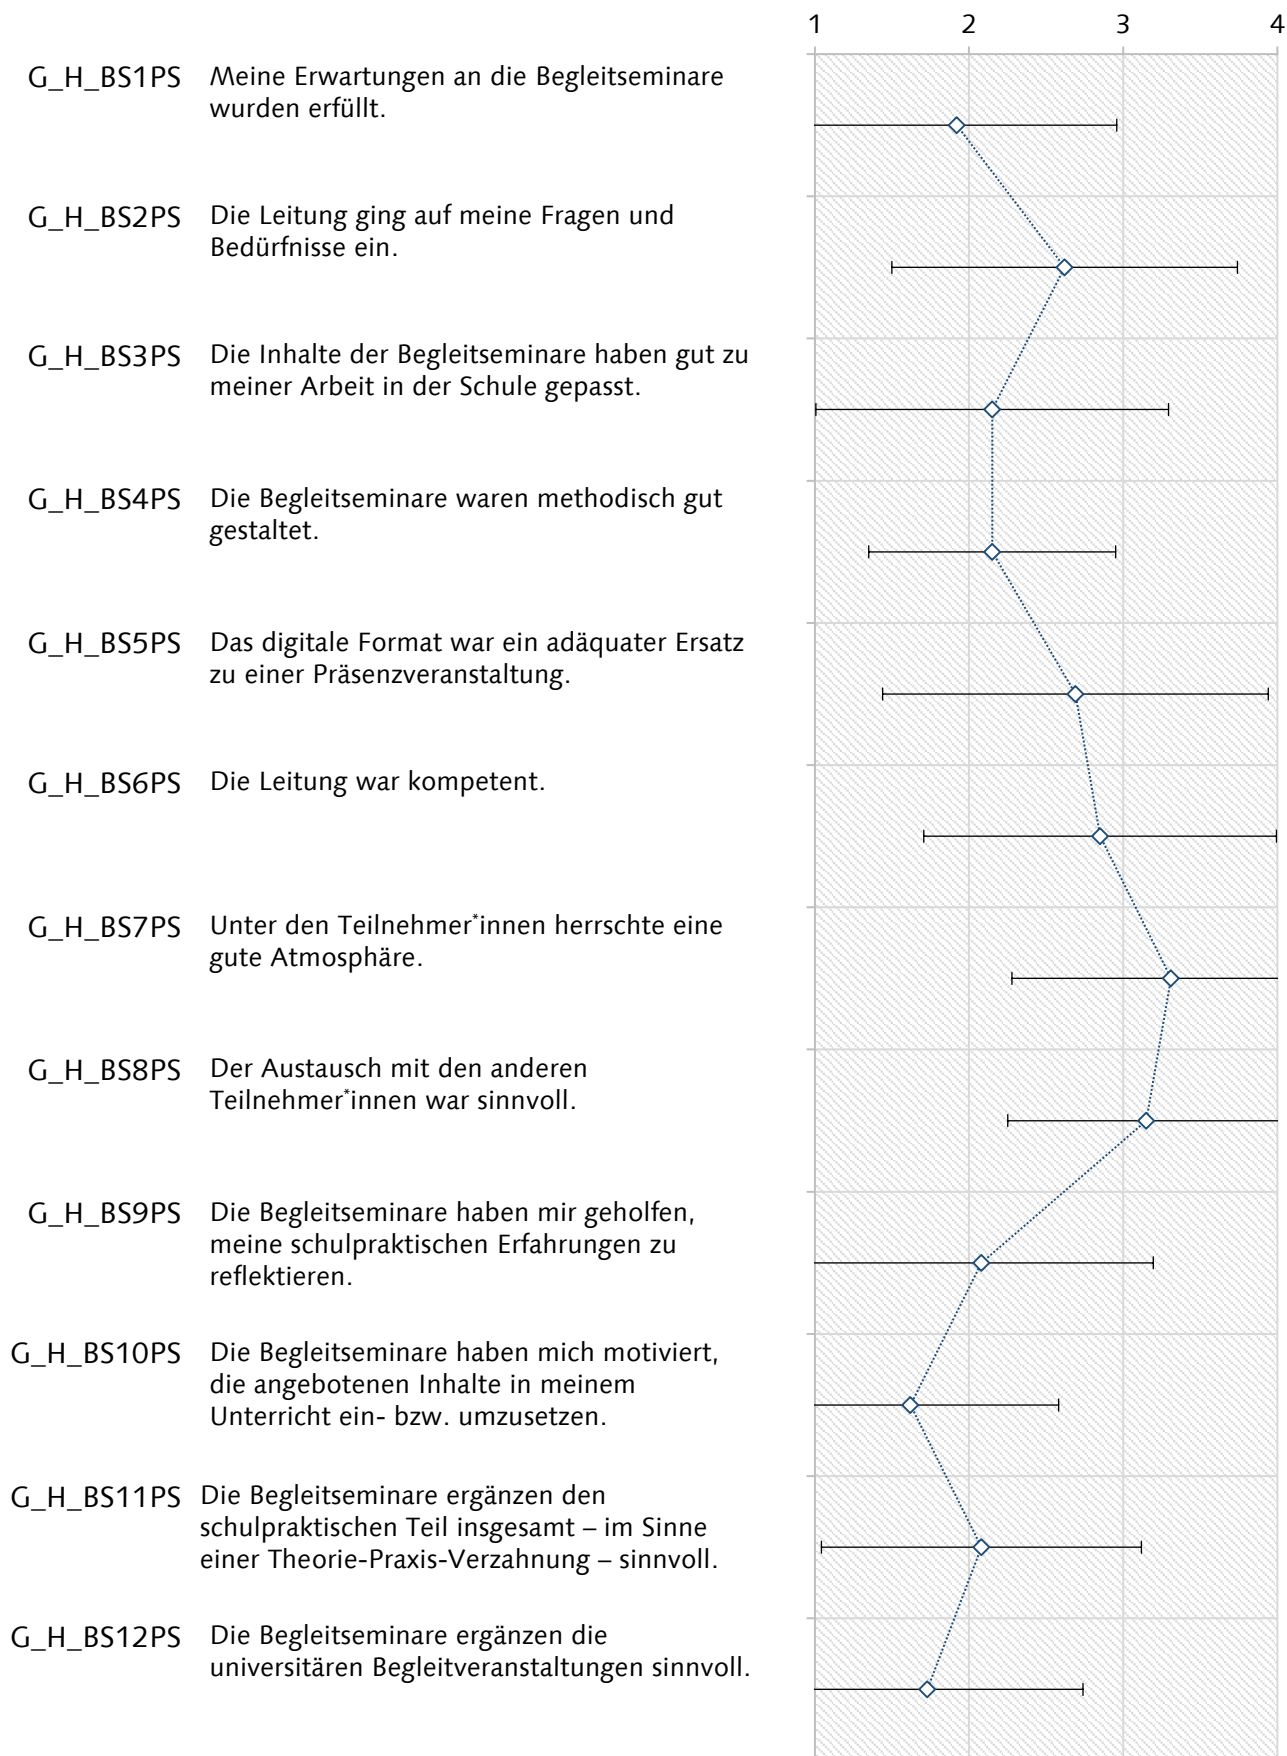 1 2 3 4
G_H_BS1PS Meine Erwartungen an die Begleitseminare
wurden erfüllt.
G_H_BS2PS Die Leitung ging auf meine Fragen und
Bedürfnisse ein.
G_H_BS3PS Die Inhalte der Begleitseminare haben gut zu
meiner Arbeit in der Schule gepasst.
G_H_BS4PS Die Begleitseminare waren methodisch gut
gestaltet.
G_H_BS5PS Das digitale Format war ein adäquater Ersatz
zu einer Präsenzveranstaltung.
G_H_BS6PS Die Leitung war kompetent.
G_H_BS7PS Unter den Teilnehmer*innen herrschte eine
gute Atmosphäre.
G_H_BS8PS Der Austausch mit den anderen
Teilnehmer*innen war sinnvoll.
G_H_BS9PS Die Begleitseminare haben mir geholfen,
meine schulpraktischen Erfahrungen zu
reflektieren.
G_H_BS10PS Die Begleitseminare haben mich motiviert,
die angebotenen Inhalte in meinem
Unterricht ein- bzw. umzusetzen.
G_H_BS11PS Die Begleitseminare ergänzen den
schulpraktischen Teil insgesamt – im Sinne
einer Theorie-Praxis-Verzahnung – sinnvoll.
G_H_BS12PS Die Begleitseminare ergänzen die
universitären Begleitveranstaltungen sinnvoll.